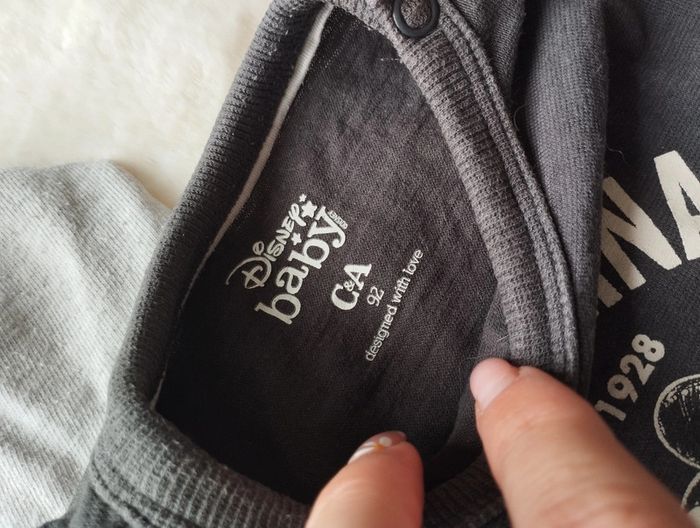 Disney
baby
C&A
92
designed with love
NA
1928